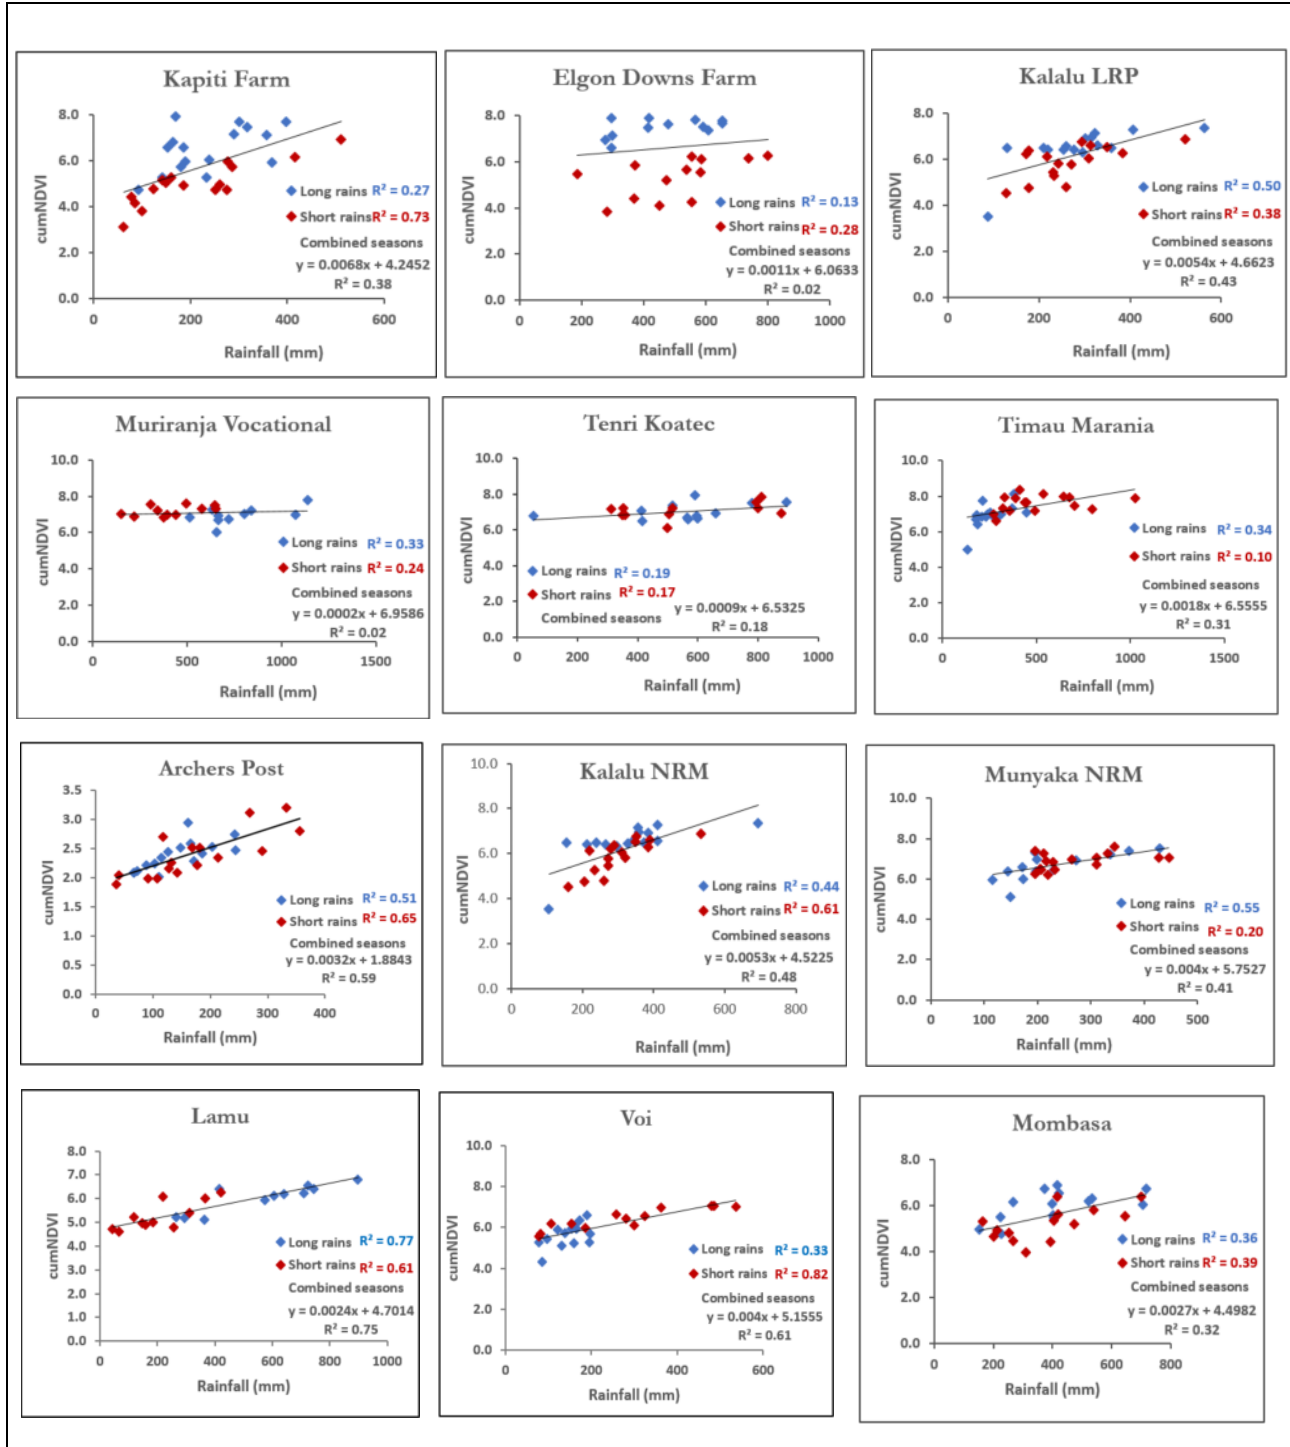 Kapiti Farm
8.0
6.0
4.0
2.0
0.0
cumNDVI
Long rains R² = 0.27
Short rains R² = 0.73
Combined seasons
y = 0.0068x + 4.2452
R² = 0.38
0 200 400 600
Rainfall (mm)
Elgon Downs Farm
8.0
6.0
4.0
2.0
0.0
cumNDVI
Long rains R² = 0.13
Short rains R² = 0.28
Combined seasons
y = 0.0011x + 6.0633
R² = 0.02
0 200 400 600 800 1000
Rainfall (mm)
Kalalu LRP
8.0
6.0
4.0
2.0
0.0
cumNDVI
Long rains R² = 0.50
Short rains R² = 0.38
Combined seasons
y = 0.0054x + 4.6623
R² = 0.43
0 200 400 600
Rainfall (mm)
Muriranja Vocational
10.0
8.0
6.0
4.0
2.0
0.0
cumNDVI
Long rains R² = 0.33
Short rains R² = 0.24
Combined seasons
y = 0.0002x + 6.9586
R² = 0.02
0 500 1000 1500
Rainfall (mm)
Tenri Koatec
10.0
8.0
6.0
4.0
2.0
0.0
cumNDVI
Long rains R² = 0.19
Short rains R² = 0.17
Combined seasons y = 0.0009x + 6.5325
R² = 0.18
0 200 400 600 800 1000
Rainfall (mm)
Timau Marania
10.0
8.0
6.0
4.0
2.0
0.0
cumNDVI
Long rains R² = 0.34
Short rains R² = 0.10
Combined seasons
y = 0.0018x + 6.5555
R² = 0.31
0 500 1000 1500
Rainfall (mm)
Archers Post
3.5
3.0
2.5
2.0
1.5
1.0
0.5
0.0
cumNDVI
Long rains R² = 0.51
Short rains R² = 0.65
Combined seasons
y = 0.0032x + 1.8843
R² = 0.59
0 100 200 300 400
Rainfall (mm)
Kalalu NRM
10.0
8.0
6.0
4.0
2.0
0.0
cumNDVI
Long rains R² = 0.44
Short rains R² = 0.61
Combined seasons
y = 0.0053x + 4.5225
R² = 0.48
0 200 400 600 800
Rainfall (mm)
Munyaka NRM
10.0
8.0
6.0
4.0
2.0
0.0
cumNDVI
Long rains R² = 0.55
Short rains R² = 0.20
Combined seasons
y = 0.004x + 5.7527
R² = 0.41
0 100 200 300 400 500
Rainfall (mm)
Lamu
8.0
7.0
6.0
5.0
4.0
3.0
2.0
1.0
0.0
cumNDVI
Long rains R² = 0.77
Short rains R² = 0.61
Combined seasons
y = 0.0024x + 4.7014
R² = 0.75
0 200 400 600 800 1000
Rainfall (mm)
Voi
10.0
8.0
6.0
4.0
2.0
0.0
cumNDVI
Long rains R² = 0.33
Short rains R² = 0.82
Combined seasons
y = 0.004x + 5.1555
R² = 0.61
0 200 400 600
Rainfall (mm)
Mombasa
8.0
6.0
4.0
2.0
0.0
cumNDVI
Long rains R² = 0.36
Short rains R² = 0.39
Combined seasons
y = 0.0027x + 4.4982
R² = 0.32
0 200 400 600 800
Rainfall (mm)